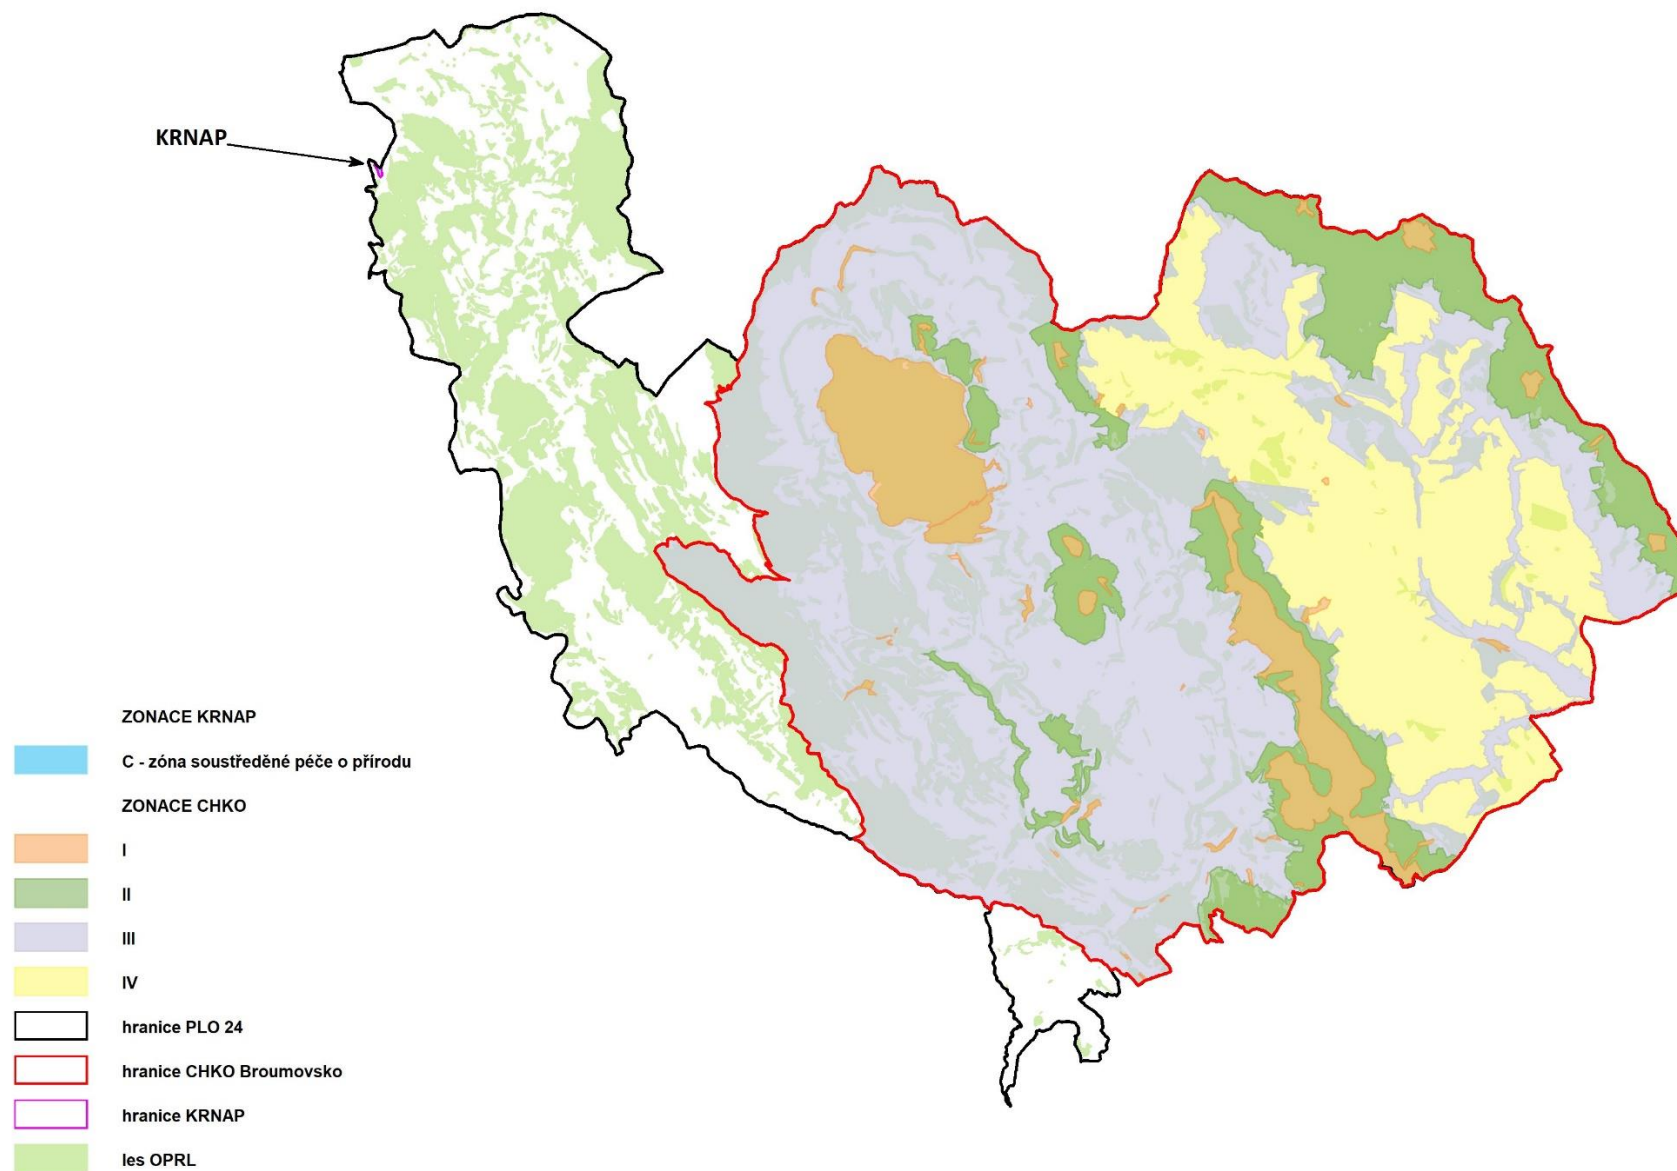 KRNAP
ZONACE KRNAP
C - zóna soustředěné péče o přírodu
ZONACE CHKO
I
II
III
IV
hranice PLO 24
hranice CHKO Broumovsko
hranice KRNAP
les OPRL